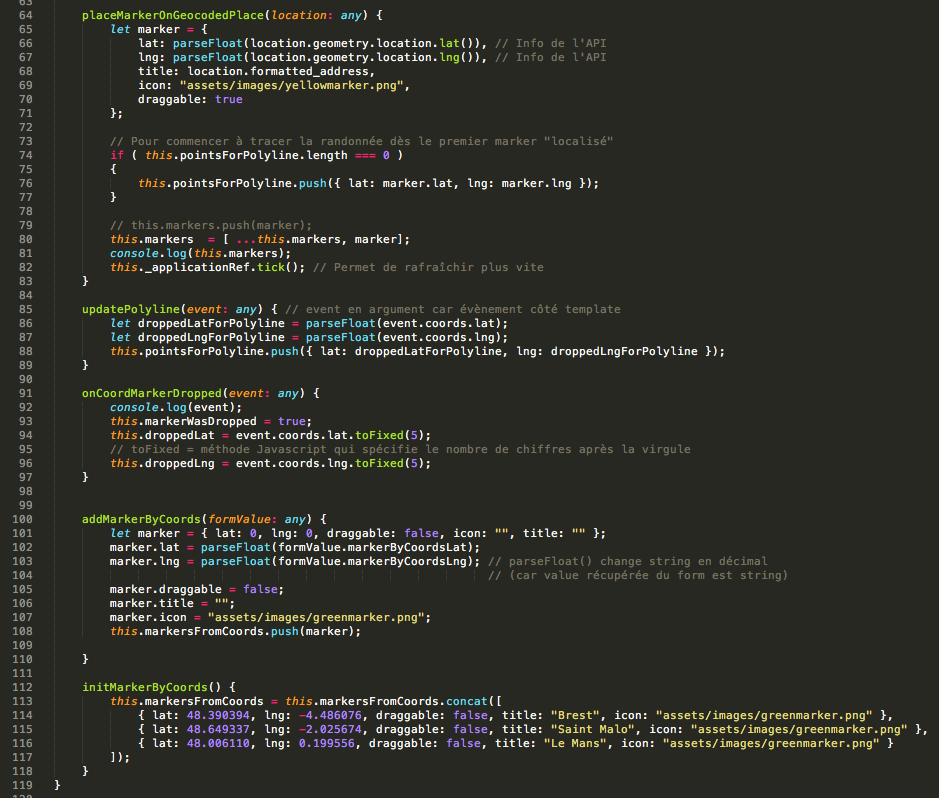 63
64 placeMarkerOnGeocodedPlace(location: any) {
65 let marker = {
66 lat: parseFloat(location.geometry.location.lat()), // Info de l'API
67 lng: parseFloat(location.geometry.location.lng()), // Info de l'API
68 title: location.formatted_address,
69 icon: "assets/images/yellowmarker.png",
70 draggable: true
71 };
72
73 // Pour commencer à tracer la randonnée dès le premier marker "localisé"
74 if ( this.pointsForPolyline.length === 0 )
75 {
76 this.pointsForPolyline.push({ lat: marker.lat, lng: marker.lng });
77 }
78
79 // this.markers.push(marker);
80 this.markers = [ ...this.markers, marker];
81 console.log(this.markers);
82 this._applicationRef.tick(); // Permet de rafraîchir plus vite
83 }
84
85 updatePolyline(event: any) { // event en argument car évènement côté template
86 let droppedLatForPolyline = parseFloat(event.coords.lat);
87 let droppedLngForPolyline = parseFloat(event.coords.lng);
88 this.pointsForPolyline.push({ lat: droppedLatForPolyline, lng: droppedLngForPolyline });
89 }
90
91 onCoordMarkerDropped(event: any) {
92 console.log(event);
93 this.markerWasDropped = true;
94 this.droppedLat = event.coords.lat.toFixed(5);
95 // toFixed = méthode Javascript qui spécifie le nombre de chiffres après la virgule
96 this.droppedLng = event.coords.lng.toFixed(5);
97 }
98
99
100 addMarkerByCoords(formValue: any) {
101 let marker = { lat: 0, lng: 0, draggable: false, icon: "", title: "" };
102 marker.lat = parseFloat(formValue.markerByCoordsLat);
103 marker.lng = parseFloat(formValue.markerByCoordsLng); // parseFloat() change string en décimal
104 // (car value récupérée du form est string)
105 marker.draggable = false;
106 marker.title = "";
107 marker.icon = "assets/images/greenmarker.png";
108 this.markersFromCoords.push(marker);
109
110 }
111
112 initMarkerByCoords() {
113 this.markersFromCoords = this.markersFromCoords.concat([
114 { lat: 48.390394, lng: -4.486076, draggable: false, title: "Brest", icon: "assets/images/greenmarker.png" },
115 { lat: 48.649337, lng: -2.025674, draggable: false, title: "Saint Malo", icon: "assets/images/greenmarker.png" },
116 { lat: 48.006110, lng: 0.199556, draggable: false, title: "Le Mans", icon: "assets/images/greenmarker.png" }
117 ]);
118 }
119 }